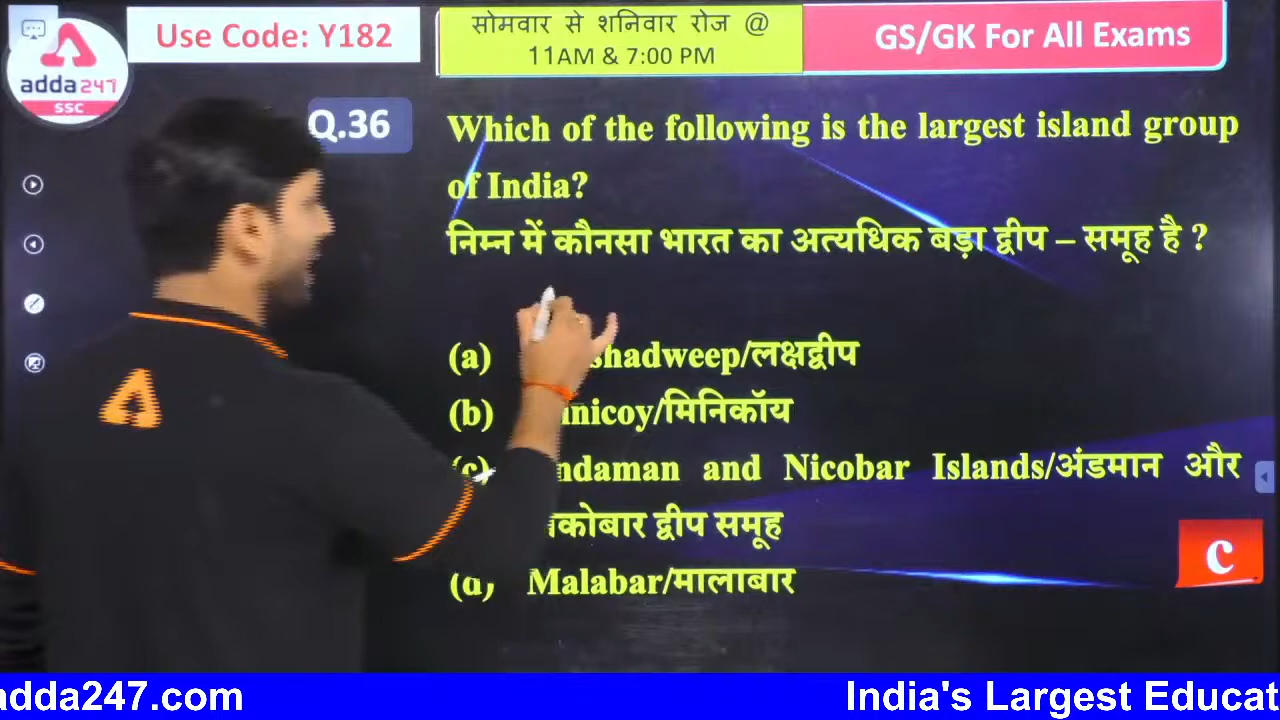 adda247
SSC
Use Code: Y182
सोमवार से शनिवार रोज @
11AM & 7:00 PM
GS/GK For All Exams
Q.36
Which of the following is the largest island group
of India?
निम्न में कौनसा भारत का अत्यधिक बड़ा द्वीप – समूह है ?
(a) shadweep/लक्षद्वीप
(b) nicoy/मिनिकॉय
(c) ndaman and Nicobar Islands/अंडमान और
कोबार द्वीप समूह
(d) Malabar/मालाबार
c
adda247.com
India's Largest Educat